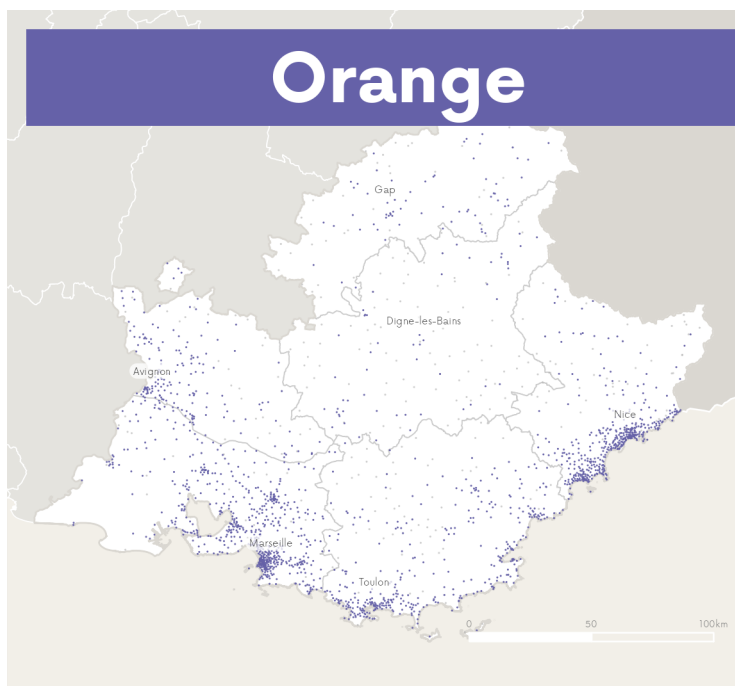 Orange
Gap
Digne-les-Bains
Avignon
Nice
Marseille
Toulon
0 50 100km